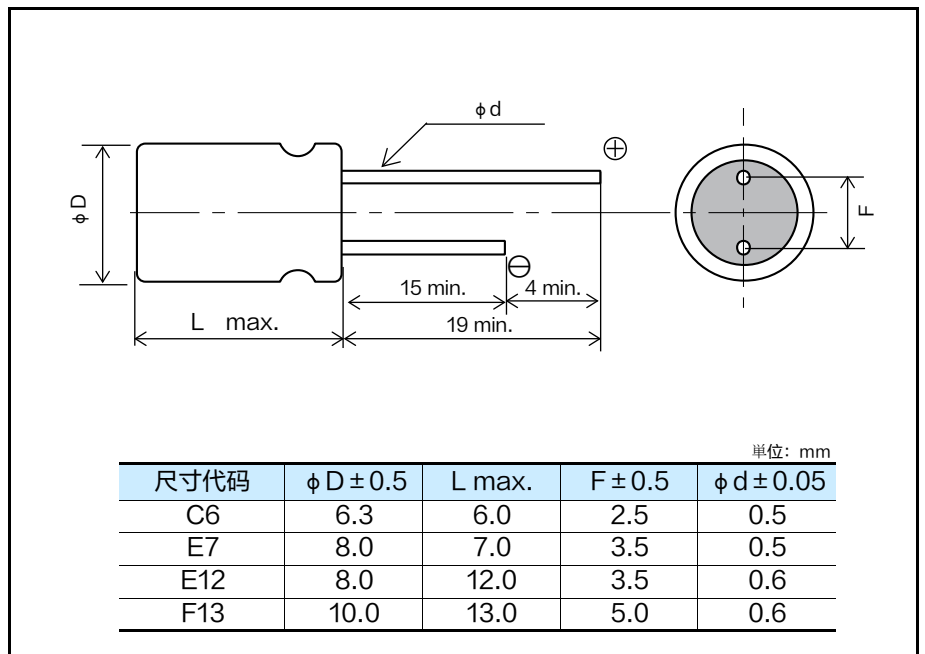 φd
⊕
φD
F
⊖
15 min.
4 min.
L max.
19 min.
単位：mm
尺寸代码 φD±0.5 L max. F±0.5 φd±0.05
C6 6.3 6.0 2.5 0.5
E7 8.0 7.0 3.5 0.5
E12 8.0 12.0 3.5 0.6
F13 10.0 13.0 5.0 0.6